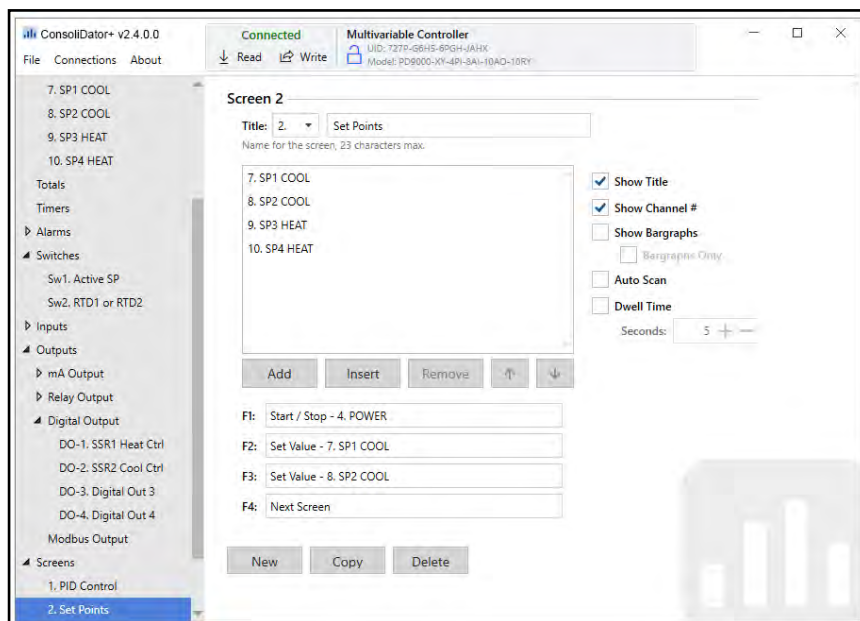 ConsoliDator+ v2.4.0.0
File Connections About
Connected
Read Write
Multivariable Controller
UID: 727P-G6HS-6PGH-JAHX
Model: PD9000-XY-4PI-8AI-10AO-10RY
7. SP1 COOL
8. SP2 COOL
9. SP3 HEAT
10. SP4 HEAT
Totals
Timers
Alarms
Switches
Sw1. Active SP
Sw2. RTD1 or RTD2
Inputs
Outputs
mA Output
Relay Output
Digital Output
DO-1. SSR1 Heat Ctrl
DO-2. SSR2 Cool Ctrl
DO-3. Digital Out 3
DO-4. Digital Out 4
Modbus Output
Screens
1. PID Control
2. Set Points
Screen 2
Title: 2. Set Points
Name for the screen, 23 characters max.
7. SP1 COOL
8. SP2 COOL
9. SP3 HEAT
10. SP4 HEAT
Show Title
Show Channel #
Show Bargraphs
Bargraphs Only
Auto Scan
Dwell Time
Seconds: 5
Add Insert Remove
F1: Start / Stop - 4. POWER
F2: Set Value - 7. SP1 COOL
F3: Set Value - 8. SP2 COOL
F4: Next Screen
New Copy Delete